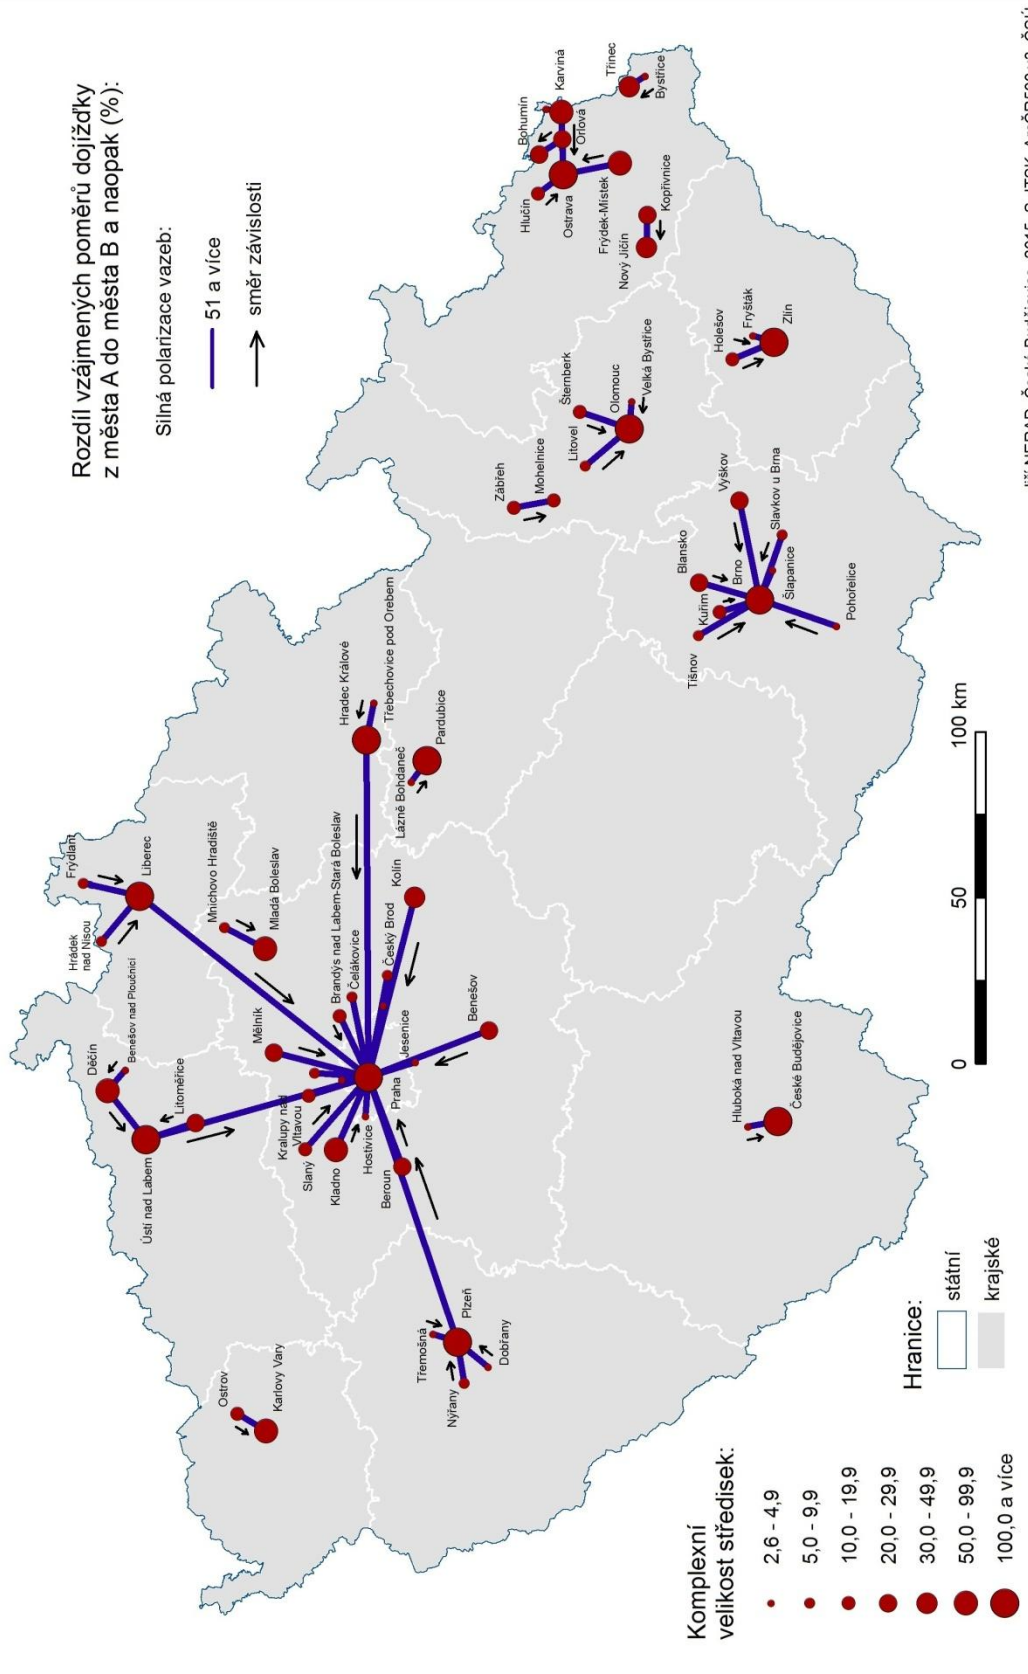 Rozdíl vzájemných poměrů dojížďky
z města A do města B a naopak (%):
Silná polarizace vazeb:
51 a více
směr závislosti
Frýdlant
Hrádek
nad Nisou
Liberec
Děčín
Benešov nad Ploučnicí
Litoměřice
Ústí nad Labem
Mnichovo Hradiště
Mladá Boleslav
Mělník
Brandýs nad Labem-Stará Boleslav
Čelákovice
Český Brod
Kolín
Kralupy nad
Vltavou
Slaný
Kladno
Hostivice
Praha
Jesenice
Benešov
Beroun
Ostrov
Karlovy Vary
Třemošná
Plzeň
Nýřany
Dobřany
Hluboká nad Vltavou
České Budějovice
Hradec Králové
Třebechovice pod Orebem
Lázně Bohdaneč
Pardubice
Zábřeh
Mohelnice
Litovel
Šternberk
Olomouc
Velká Bystřice
Blansko
Vyškov
Kuřim
Brno
Slavkov u Brna
Šlapanice
Tišnov
Pohořelice
Holešov
Fryšták
Zlín
Hlučín
Bohumín
Karviná
Orlová
Ostrava
Frýdek-Místek
Třinec
Bystřice
Nový Jičín
Kopřivnice
Komplexní
velikost středisek:
2,6 - 4,9
5,0 - 9,9
10,0 - 19,9
20,0 - 29,9
30,0 - 49,9
50,0 - 99,9
100,0 a více
Hranice:
státní
krajské
0 50 100 km